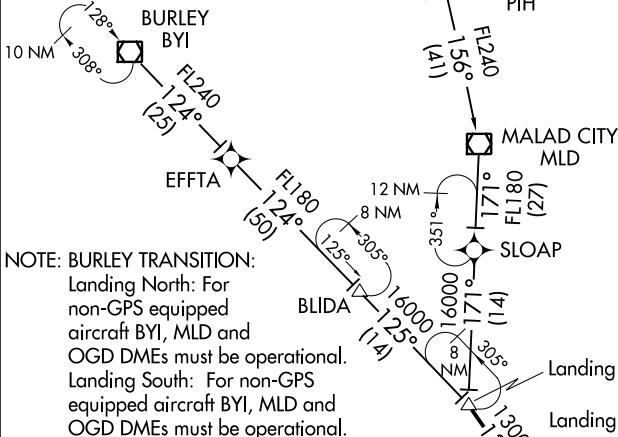 PIH
BURLEY
BYI
128°
308°
10 NM
FL240
156°
(41)
FL240
124°
(25)
MALAD CITY
MLD
EFFTA
12 NM
351°
171°
FL180
(27)
FL180
124°
(50)
8 NM
305°
125°
SLOAP
NOTE: BURLEY TRANSITION:
Landing North: For
non-GPS equipped
aircraft BYI, MLD and
OGD DMEs must be operational.
Landing South: For non-GPS
equipped aircraft BYI, MLD and
OGD DMEs must be operational.
BLIDA
16000
125°
(14)
16000
171°
(14)
8
NM
305°
Landing
Landing